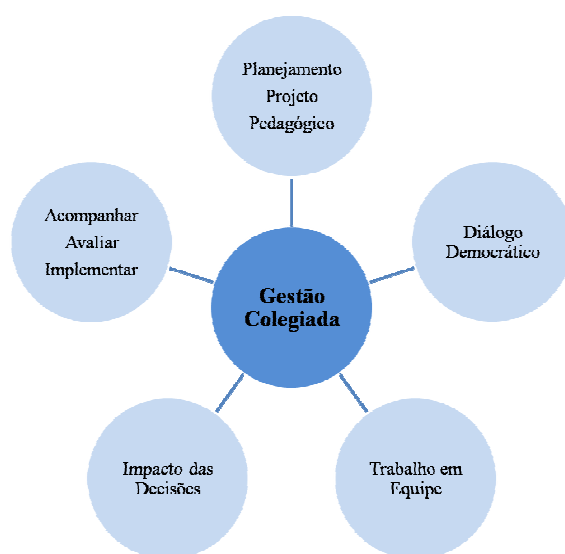 Planejamento
Projeto
Pedagógico
Acompanhar
Avaliar
Implementar
Diálogo
Democrático
Gestão
Colegiada
Impacto das
Decisões
Trabalho em
Equipe